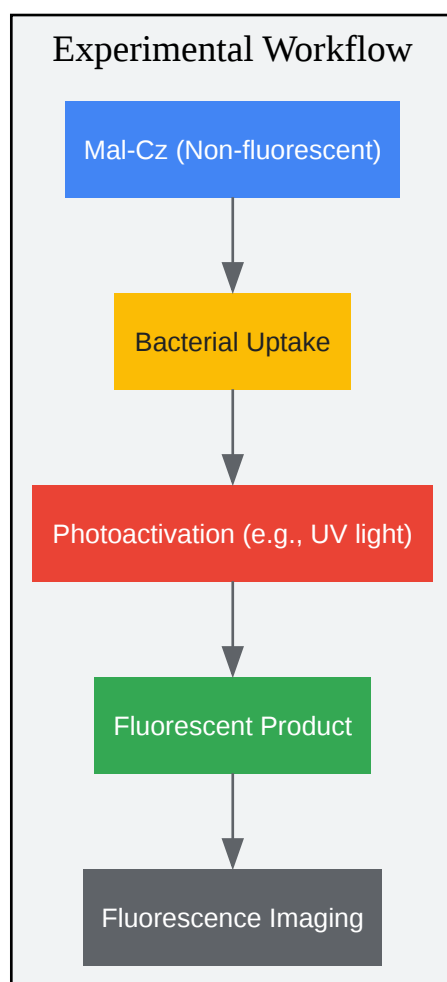 Experimental Workflow
Mal-Cz (Non-fluorescent)
Bacterial Uptake
Photoactivation (e.g., UV light)
Fluorescent Product
Fluorescence Imaging